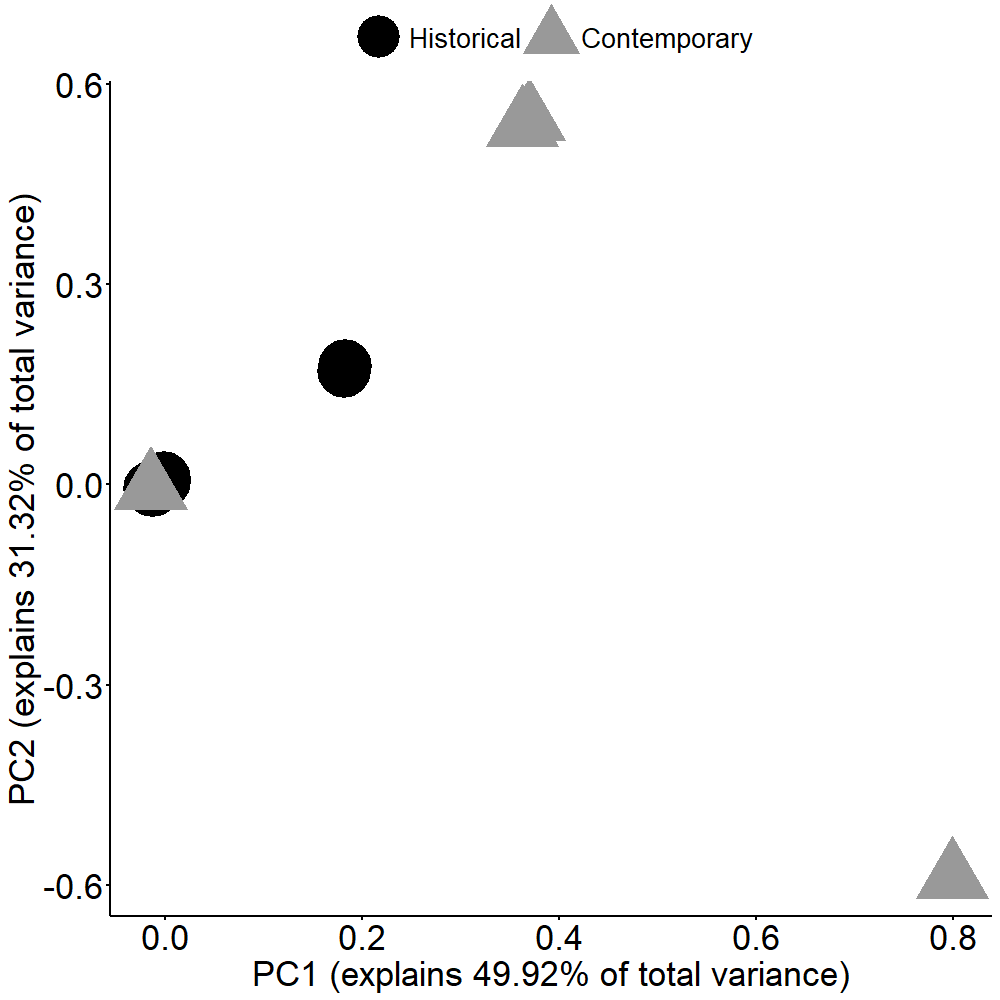 Historical Contemporary
0.6
0.3
0.0
-0.3
-0.6
PC2 (explains 31.32% of total variance)
0.0 0.2 0.4 0.6 0.8
PC1 (explains 49.92% of total variance)